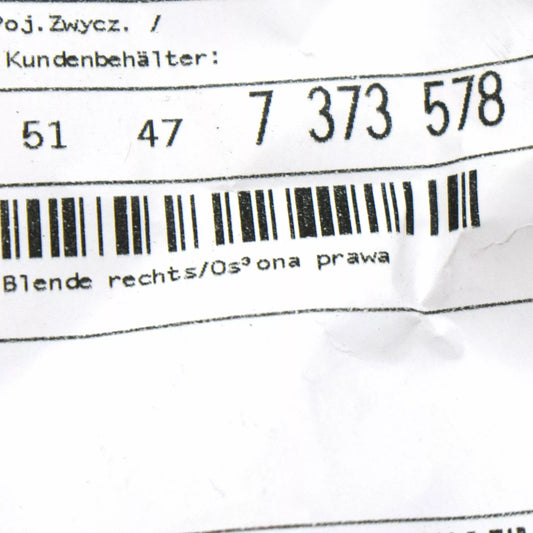 Poj.Zwycz. /
Kundenbehälter:
51 47 7 373 578
Blende rechts/Os³ona prawa